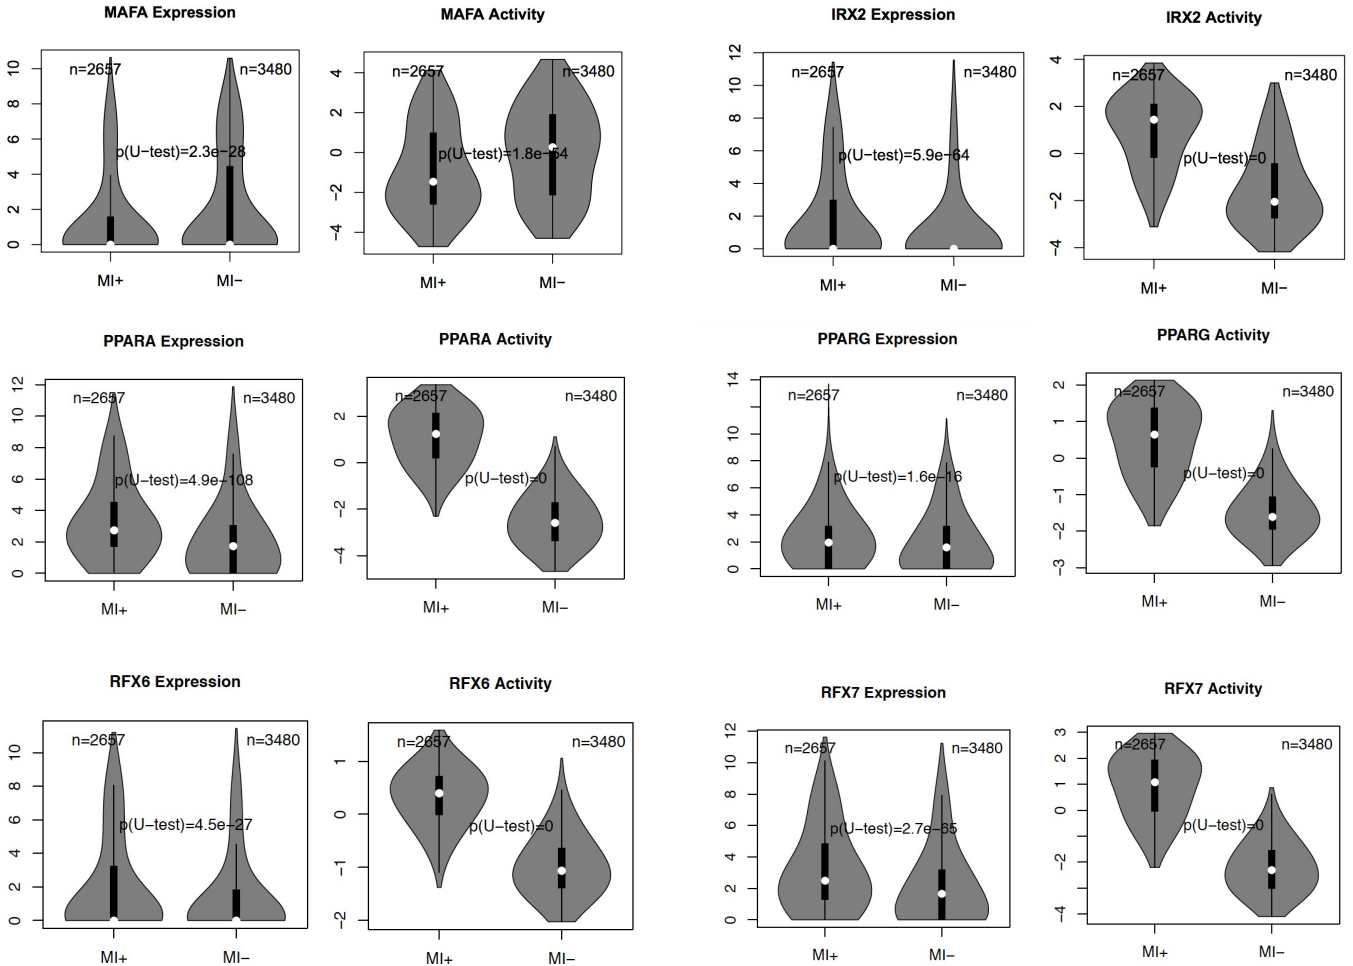 MAFA Expression
MAFA Activity
IRX2 Expression
IRX2 Activity
n=2657
n=3480
p(U−test)=2.3e−28
0 2 4 6 8 10
MI+ MI−
n=2657
n=3480
p(U−test)=1.8e−54
−4 −2 0 2 4
MI+ MI−
n=2657
n=3480
p(U−test)=5.9e−64
0 2 4 6 8 10 12
MI+ MI−
n=2657
n=3480
p(U−test)=0
−4 −2 0 2 4
MI+ MI−
PPARA Expression
PPARA Activity
PPARG Expression
PPARG Activity
n=2657
n=3480
p(U−test)=4.9e−108
0 2 4 6 8 10 12
MI+ MI−
n=2657
n=3480
p(U−test)=0
−4 −2 0 2
MI+ MI−
n=2657
n=3480
p(U−test)=1.6e−16
0 2 4 6 8 10 14
MI+ MI−
n=2657
n=3480
p(U−test)=0
−3 −2 −1 0 1 2
MI+ MI−
RFX6 Expression
RFX6 Activity
RFX7 Expression
RFX7 Activity
n=2657
n=3480
p(U−test)=4.5e−27
0 2 4 6 8 10
MI+ MI−
n=2657
n=3480
p(U−test)=0
−2 −1 0 1
MI+ MI−
n=2657
n=3480
p(U−test)=2.7e−65
0 2 4 6 8 10 12
MI+ MI−
n=2657
n=3480
p(U−test)=0
−4 −2 0 1 2 3
MI+ MI−